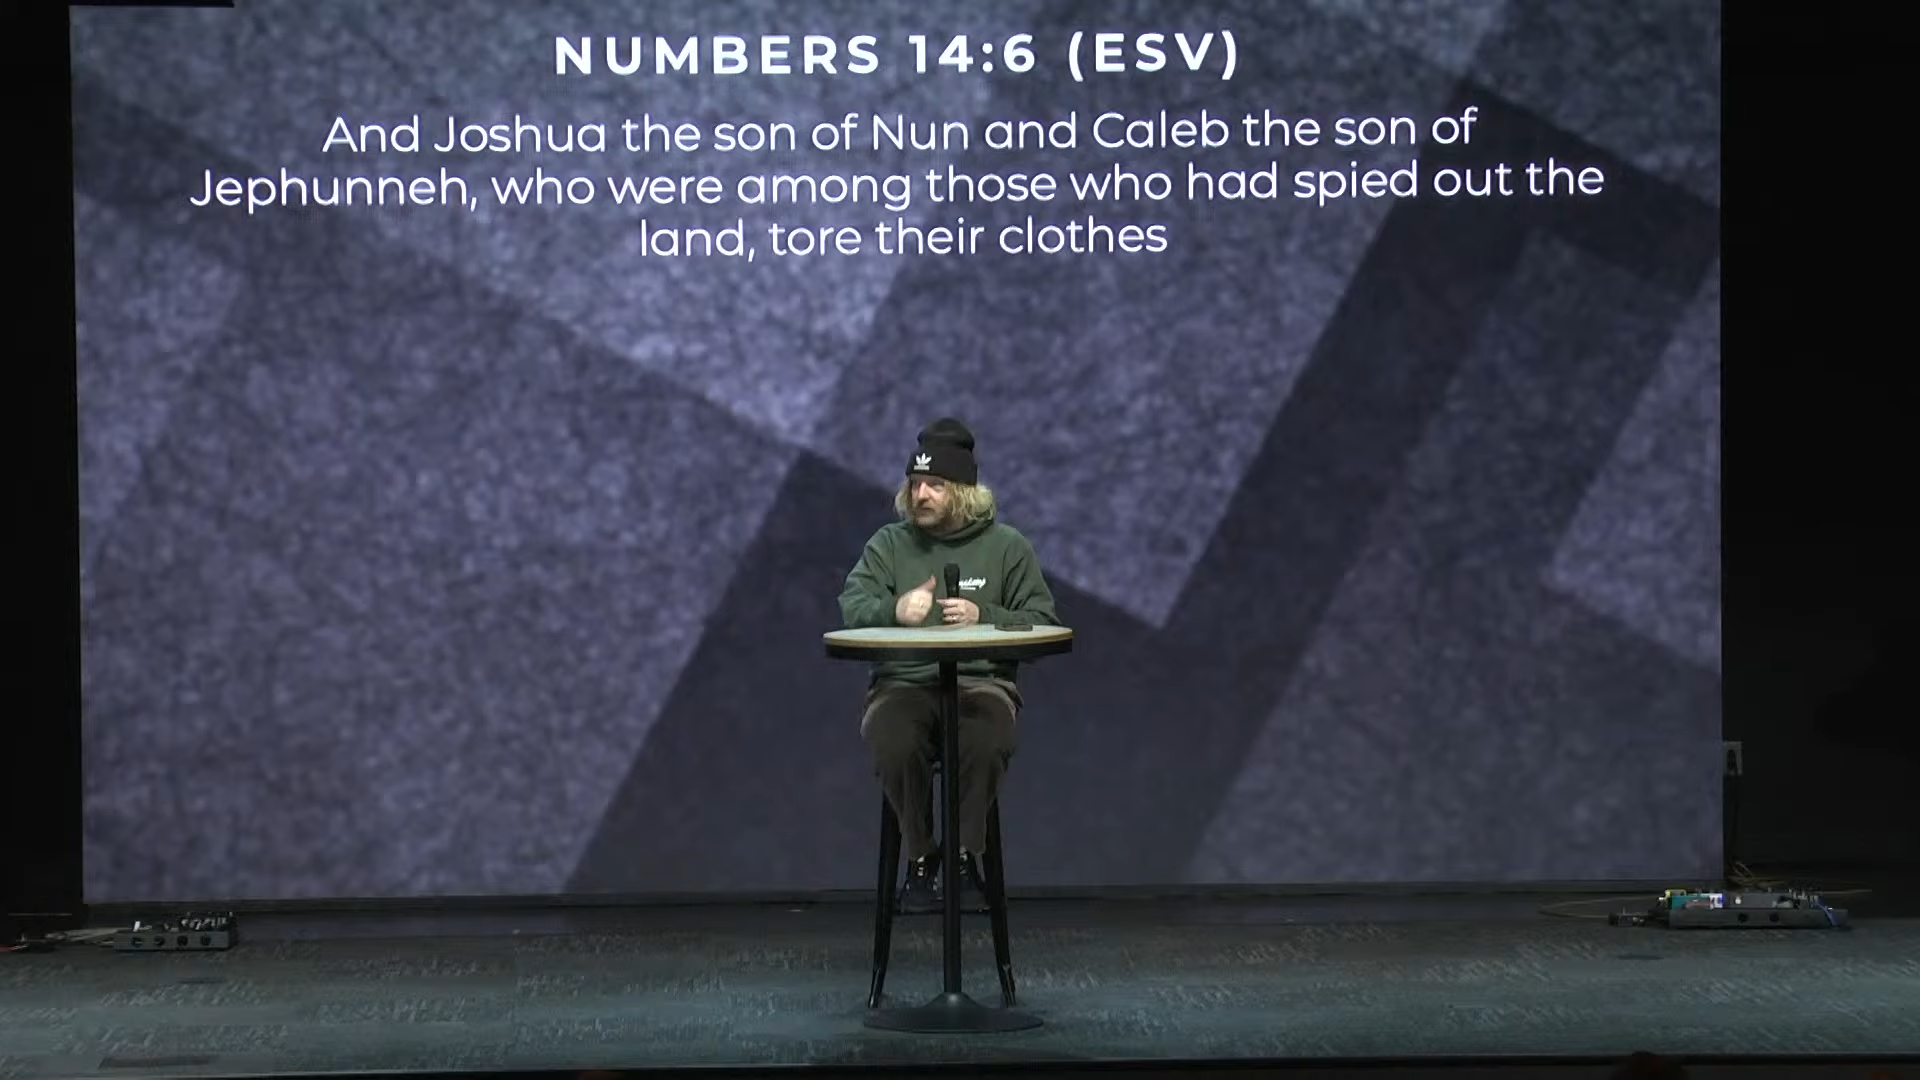 NUMBERS 14:6 (ESV)
And Joshua the son of Nun and Caleb the son of
Jephunneh, who were among those who had spied out the
land, tore their clothes